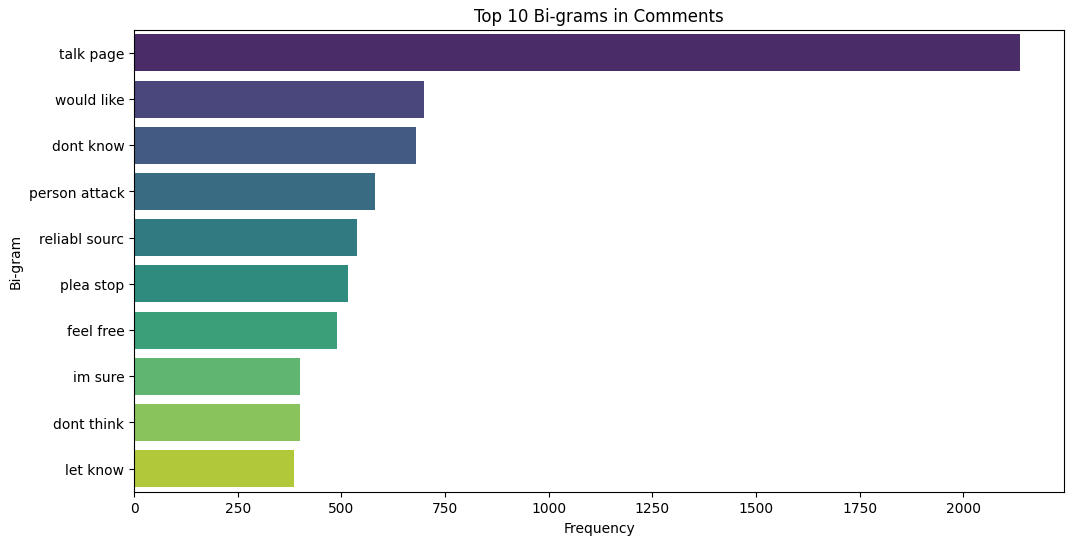 Top 10 Bi-grams in Comments
Bi-gram
talk page
would like
dont know
person attack
reliabl sourc
plea stop
feel free
im sure
dont think
let know
0 250 500 750 1000 1250 1500 1750 2000
Frequency